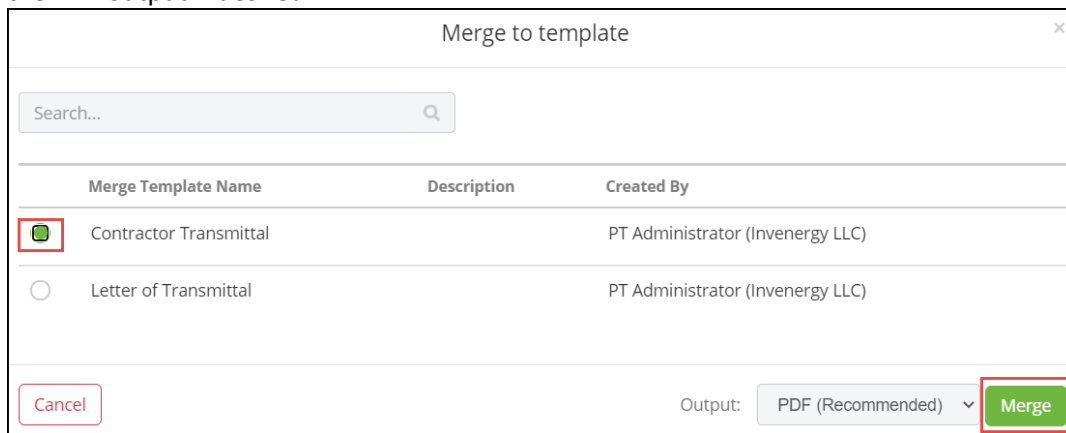 Merge to template
×
Search...
Merge Template Name Description Created By
Contractor Transmittal PT Administrator (Invenergy LLC)
Letter of Transmittal PT Administrator (Invenergy LLC)
Cancel Output: PDF (Recommended) Merge